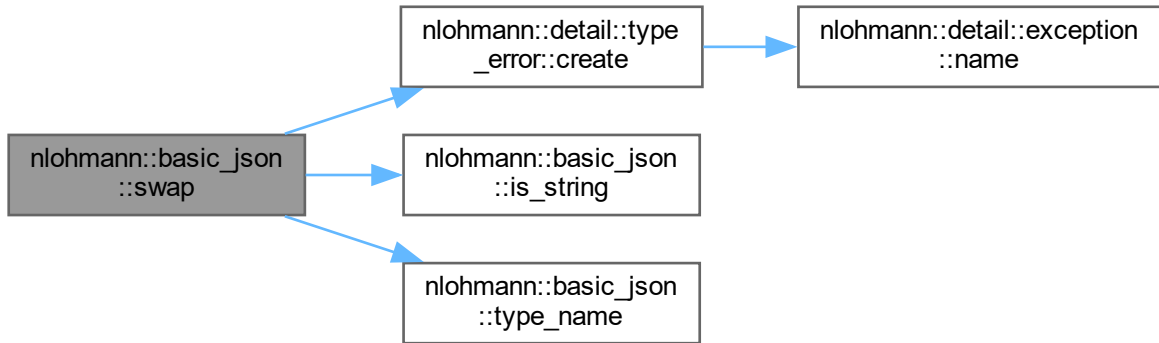 nlohmann::detail::type
_error::create
nlohmann::detail::exception
::name
nlohmann::basic_json
::swap
nlohmann::basic_json
::is_string
nlohmann::basic_json
::type_name